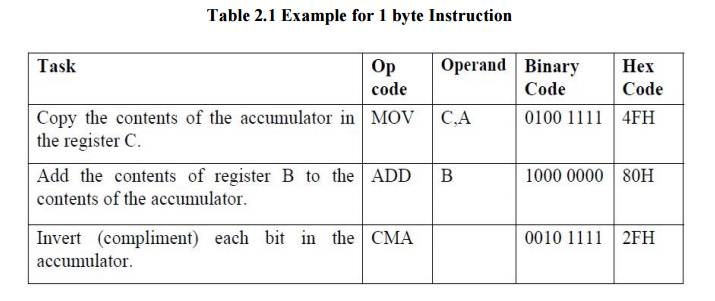 Table 2.1 Example for 1 byte Instruction
Task Op code Operand Binary Code Hex Code
Copy the contents of the accumulator in MOV C,A 0100 1111 4FH
the register C.
Add the contents of register B to the ADD B 1000 0000 80H
contents of the accumulator.
Invert (compliment) each bit in the CMA 0010 1111 2FH
accumulator.